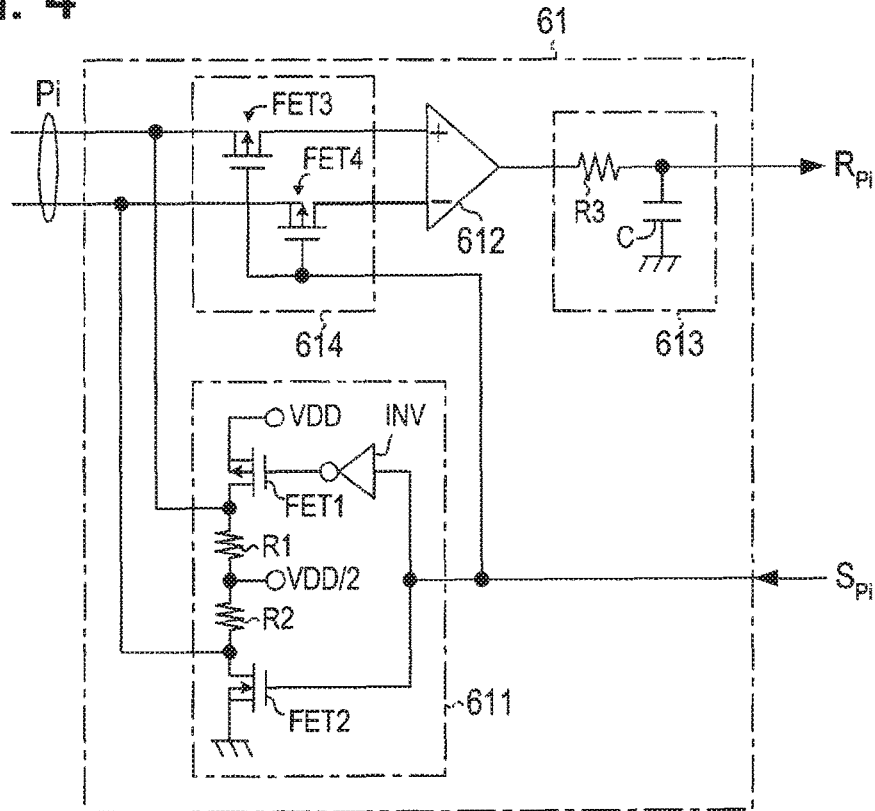 61
Pi
FET3
FET4
+
−
612
R3
C
R_Pi
614
613
VDD
INV
FET1
R1
VDD/2
S_Pi
R2
FET2
611